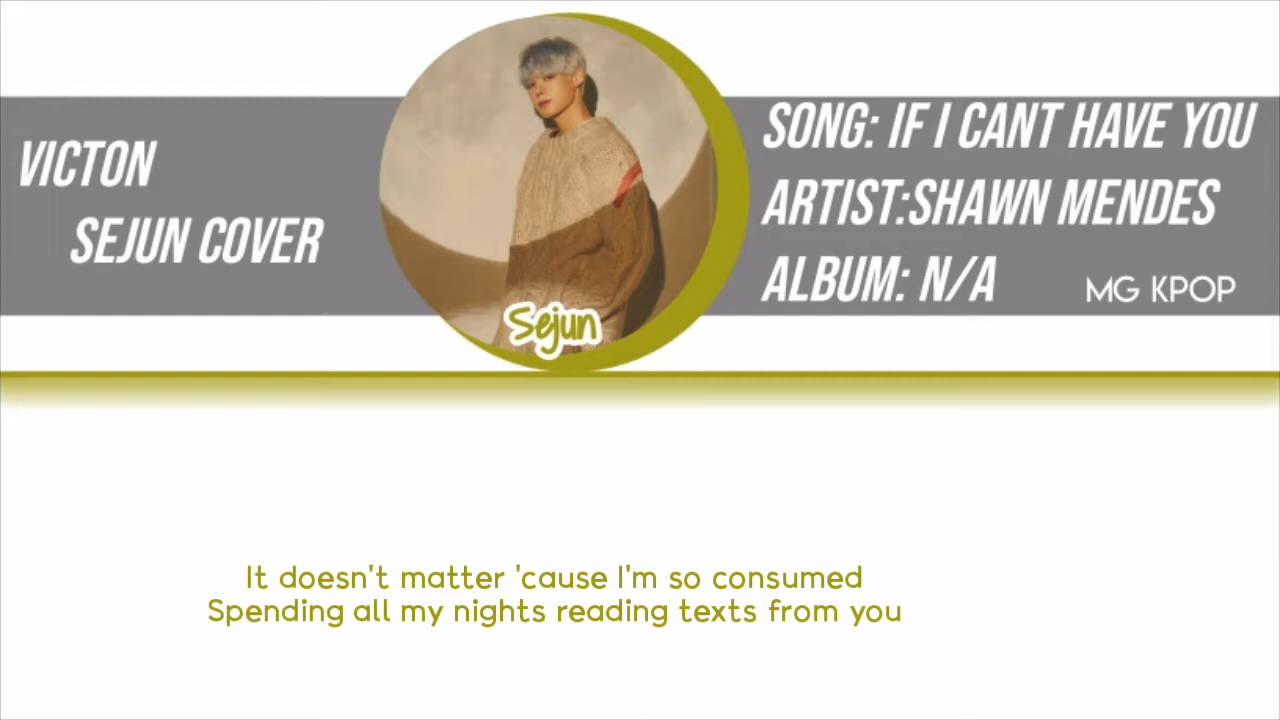 VICTON
SEJUN COVER
Sejun
SONG: IF I CANT HAVE YOU
ARTIST:SHAWN MENDES
ALBUM: N/A
MG KPOP
It doesn't matter 'cause I'm so consumed
Spending all my nights reading texts from you